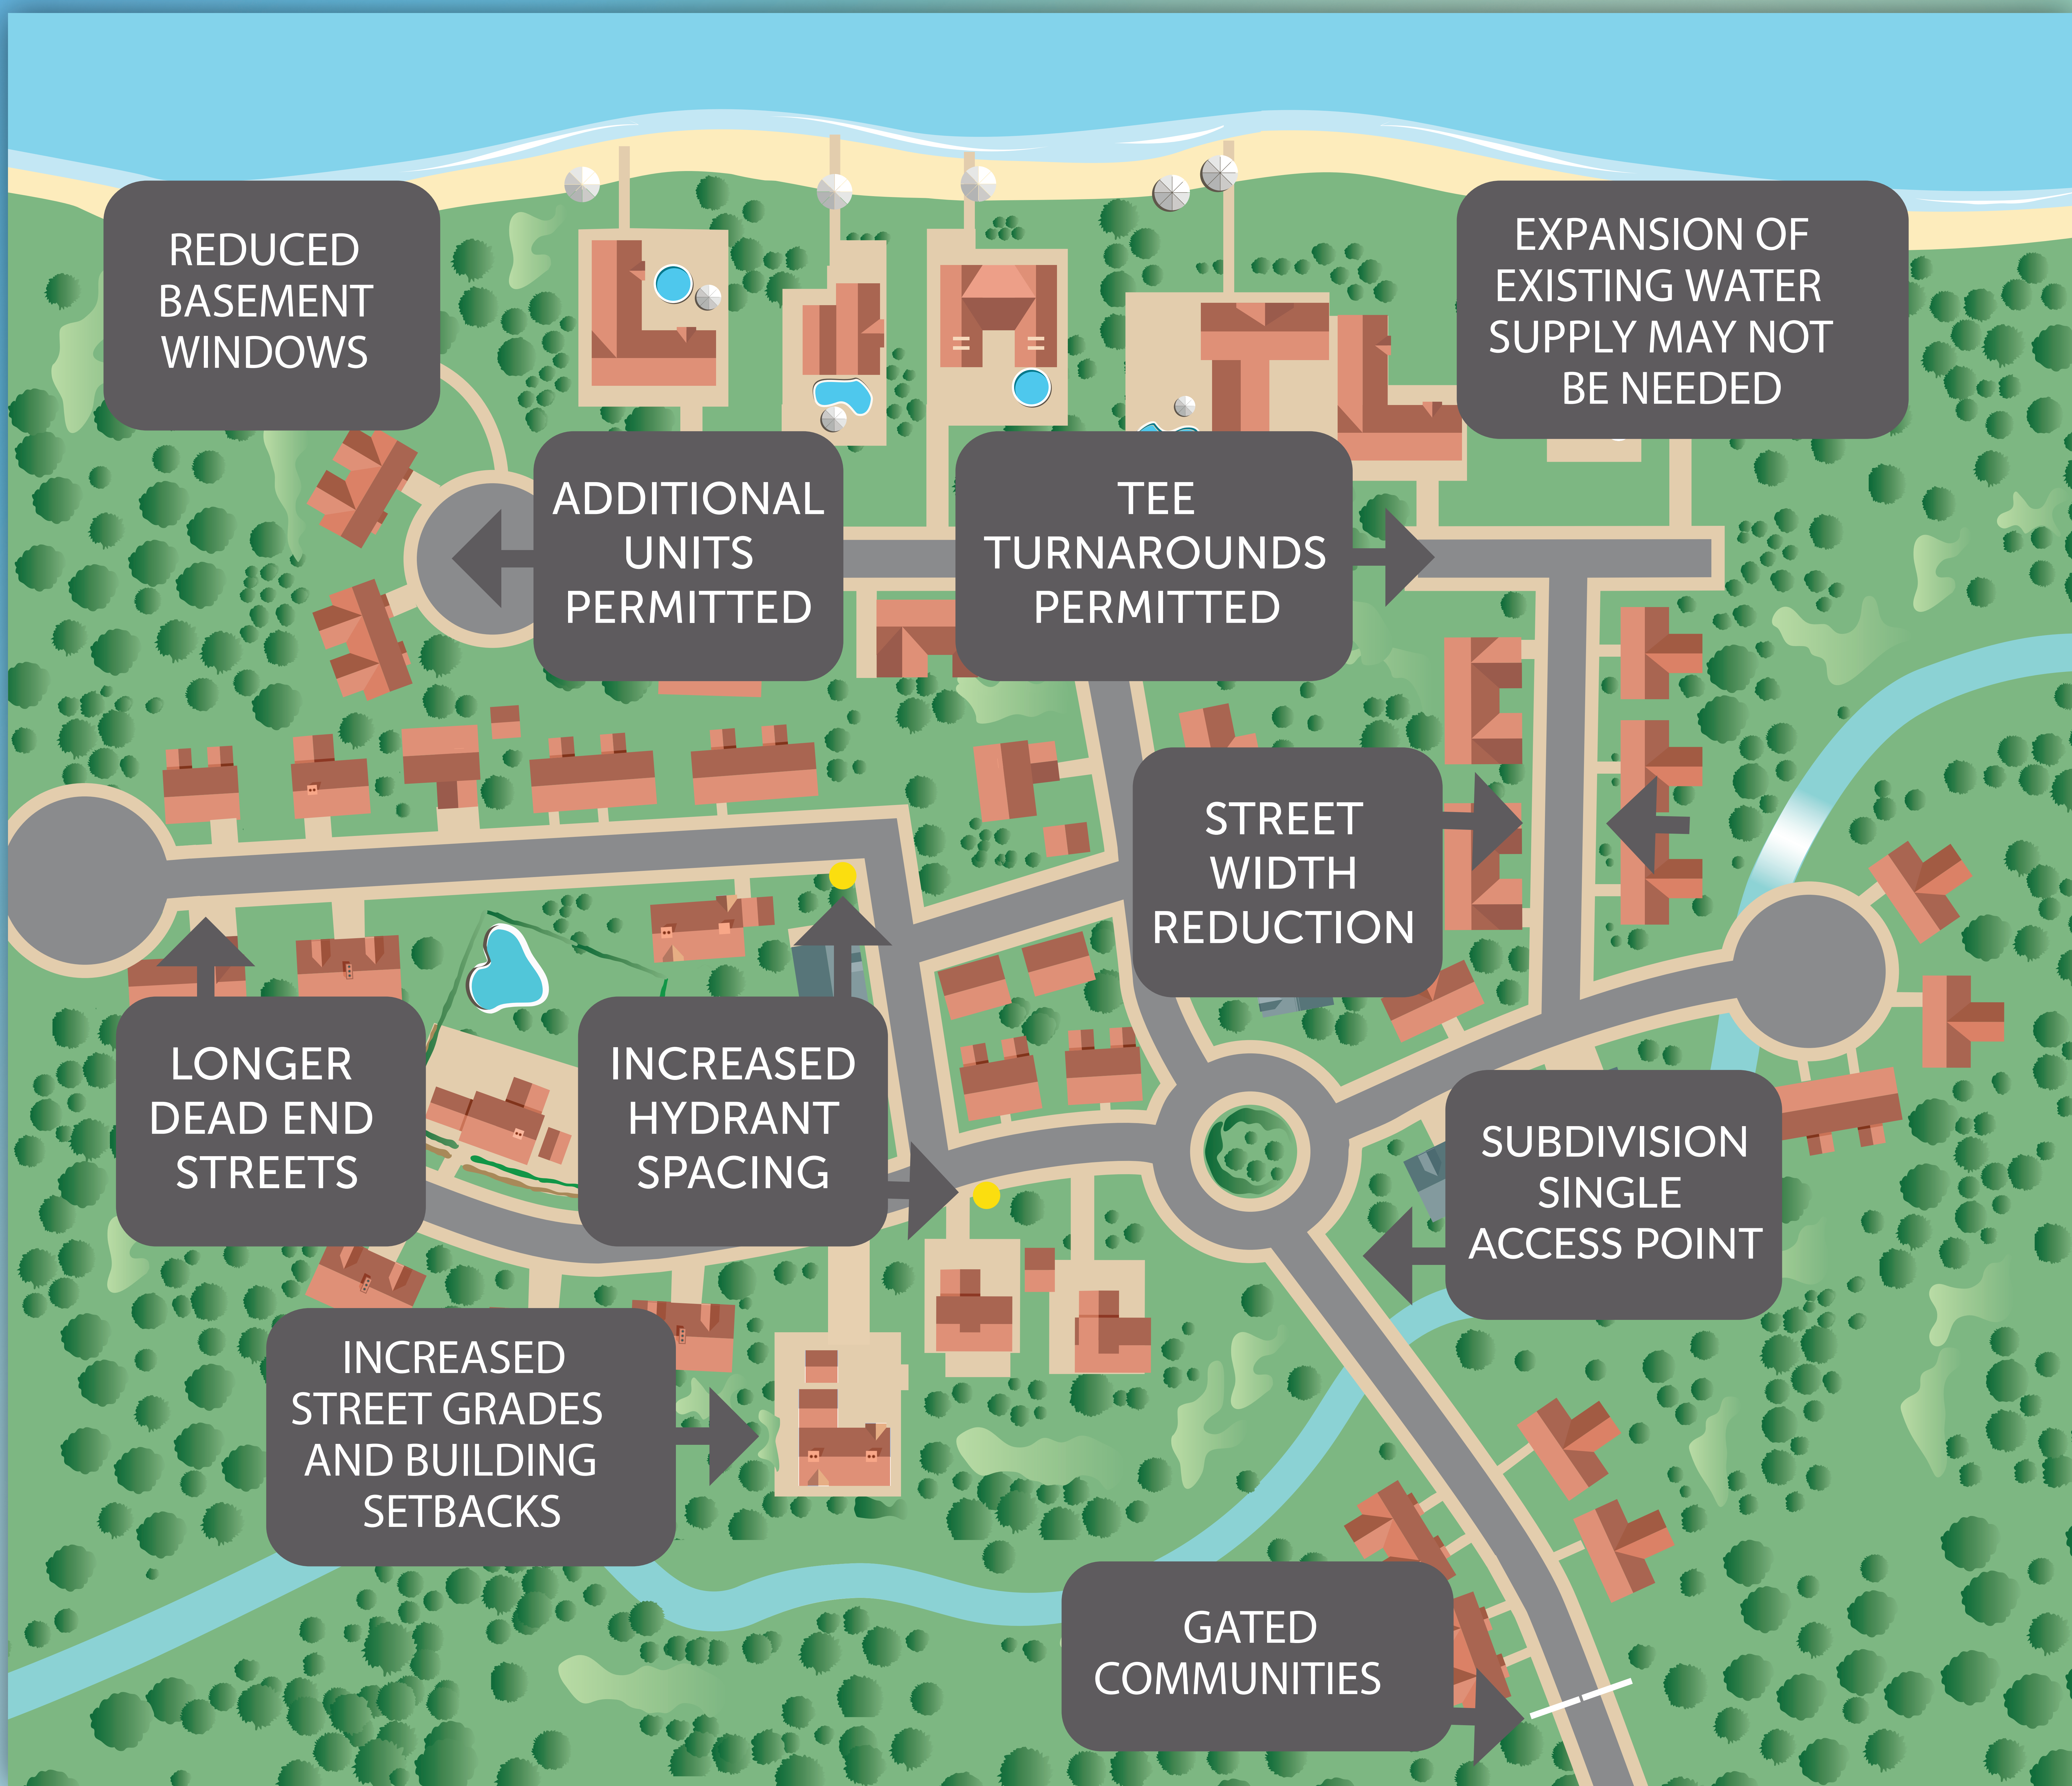 REDUCED
BASEMENT
WINDOWS
EXPANSION OF
EXISTING WATER
SUPPLY MAY NOT
BE NEEDED
ADDITIONAL
UNITS
PERMITTED
TEE
TURNAROUNDS
PERMITTED
STREET
WIDTH
REDUCTION
LONGER
DEAD END
STREETS
INCREASED
HYDRANT
SPACING
SUBDIVISION
SINGLE
ACCESS POINT
INCREASED
STREET GRADES
AND BUILDING
SETBACKS
GATED
COMMUNITIES